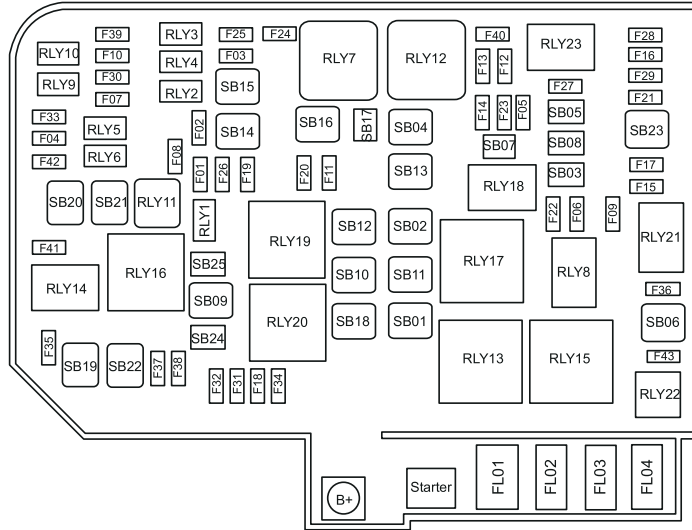 F39
RLY3
F25
F24
RLY7
RLY12
F40
RLY23
F28
RLY10
F10
F03
F16
RLY4
F13
F12
F30
RLY9
SB15
F29
F27
RLY2
F07
F21
F33
F02
SB14
SB16
SB17
SB04
F14
F23
F05
SB05
SB23
RLY5
F04
SB07
SB08
F42
RLY6
F08
F01
F26
F19
F20
F11
SB13
RLY18
SB03
F17
F15
SB20
SB21
RLY11
RLY1
RLY19
SB12
SB02
F22
F06
F09
RLY21
F41
RLY16
SB25
SB10
SB11
RLY17
RLY8
RLY14
SB09
F36
RLY20
SB18
SB01
SB06
F35
SB24
SB19
SB22
F37
F38
RLY13
RLY15
F43
F32
F31
F18
F34
RLY22
B+
Starter
FL01
FL02
FL03
FL04